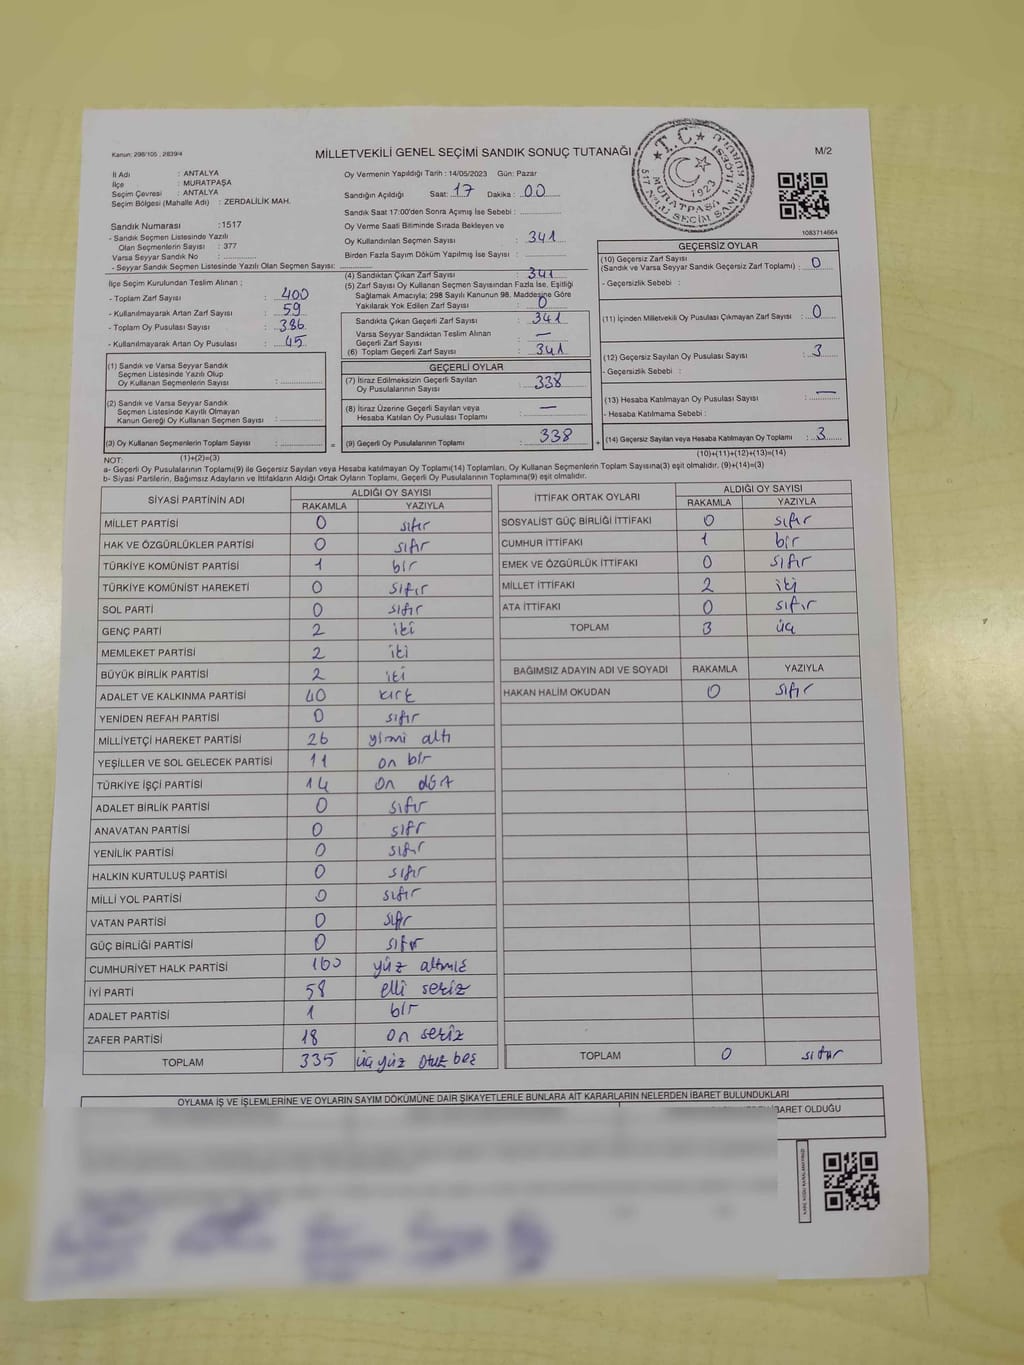 Kanun: 298/105 , 2839/4
MİLLETVEKİLİ GENEL SEÇİMİ SANDIK SONUÇ TUTANAĞI
M/2
T.C.
1923
İl Adı : ANTALYA
İlçe : MURATPAŞA
Seçim Çevresi : ANTALYA
Seçim Bölgesi (Mahalle Adı) : ZERDALİLİK MAH.
Sandık Numarası :1517
- Sandık Seçmen Listesinde Yazılı
Olan Seçmenlerin Sayısı : 377
Varsa Seyyar Sandık No : ..............
- Seyyar Sandık Seçmen Listesinde Yazılı Olan Seçmen Sayısı: ..............
İlçe Seçim Kurulundan Teslim Alınan ;
- Toplam Zarf Sayısı : 400
- Kullanılmayarak Artan Zarf Sayısı : 59
- Toplam Oy Pusulası Sayısı : 386
- Kullanılmayarak Artan Oy Pusulası : 45
Oy Vermenin Yapıldığı Tarih : 14/05/2023 Gün: Pazar
Sandığın Açıldığı Saat: 17 Dakika : 00
Sandık Saat 17:00'den Sonra Açımış İse Sebebi : ..............
Oy Verme Saati Bitiminde Sırada Bekleyen ve
Oy Kullandırılan Seçmen Sayısı : 341
Birden Fazla Sayım Döküm Yapılmış İse Sayısı : ..............
(4) Sandıktan Çıkan Zarf Sayısı : 341
(5) Zarf Sayısı Oy Kullanan Seçmen Sayısından Fazla İse, Eşitliği
Sağlamak Amacıyla; 298 Sayılı Kanunun 98. Maddesine Göre
Yakılarak Yok Edilen Zarf Sayısı : 0
Sandıkta Çıkan Geçerli Zarf Sayısı : 341
Varsa Seyyar Sandıktan Teslim Alınan
Geçerli Zarf Sayısı : —
(6) Toplam Geçerli Zarf Sayısı : 341
1083714664
GEÇERSİZ OYLAR
(10) Geçersiz Zarf Sayısı
(Sandık ve Varsa Seyyar Sandık Geçersiz Zarf Toplamı) : 0
- Geçersizlik Sebebi :
(11) İçinden Milletvekili Oy Pusulası Çıkmayan Zarf Sayısı : 0
(12) Geçersiz Sayılan Oy Pusulası Sayısı : 3
- Geçersizlik Sebebi :
(13) Hesaba Katılmayan Oy Pusulası Sayısı : —
- Hesaba Katılmama Sebebi :
(14) Geçersiz Sayılan veya Hesaba Katılmayan Oy Toplamı : 3
(10)+(11)+(12)+(13)=(14)
(1) Sandık ve Varsa Seyyar Sandık
Seçmen Listesinde Yazılı Olup
Oy Kullanan Seçmenlerin Sayısı : ..............
(2) Sandık ve Varsa Seyyar Sandık
Seçmen Listesinde Kayıtlı Olmayan
Kanun Gereği Oy Kullanan Seçmen Sayısı : ..............
(3) Oy Kullanan Seçmenlerin Toplam Sayısı : ..............
(1)+(2)=(3)
GEÇERLİ OYLAR
(7) İtiraz Edilmeksizin Geçerli Sayılan
Oy Pusulalarının Sayısı : 338
(8) İtiraz Üzerine Geçerli Sayılan veya
Hesaba Katılan Oy Pusulası Toplamı : —
= (9) Geçerli Oy Pusulalarının Toplamı : 338 +
NOT:
a- Geçerli Oy Pusulalarının Toplamı(9) ile Geçersiz Sayılan veya Hesaba katılmayan Oy Toplamı(14) Toplamları, Oy Kullanan Seçmenlerin Toplam Sayısına(3) eşit olmalıdır. (9)+(14)=(3)
b- Siyasi Partilerin, Bağımsız Adayların ve İttifakların Aldığı Ortak Oyların Toplamı, Geçerli Oy Pusulalarının Toplamına(9) eşit olmalıdır.
SİYASİ PARTİNİN ADI ALDIĞI OY SAYISI
RAKAMLA YAZIYLA
MİLLET PARTİSİ 0 sıfır
HAK VE ÖZGÜRLÜKLER PARTİSİ 0 sıfır
TÜRKİYE KOMÜNİST PARTİSİ 1 bir
TÜRKİYE KOMÜNİST HAREKETİ 0 sıfır
SOL PARTİ 0 sıfır
GENÇ PARTİ 2 iki
MEMLEKET PARTİSİ 2 iki
BÜYÜK BİRLİK PARTİSİ 2 iki
ADALET VE KALKINMA PARTİSİ 40 kırk
YENİDEN REFAH PARTİSİ 0 sıfır
MİLLİYETÇİ HAREKET PARTİSİ 26 yirmi altı
YEŞİLLER VE SOL GELECEK PARTİSİ 11 on bir
TÜRKİYE İŞÇİ PARTİSİ 14 on dört
ADALET BİRLİK PARTİSİ 0 sıfır
ANAVATAN PARTİSİ 0 sıfır
YENİLİK PARTİSİ 0 sıfır
HALKIN KURTULUŞ PARTİSİ 0 sıfır
MİLLİ YOL PARTİSİ 0 sıfır
VATAN PARTİSİ 0 sıfır
GÜÇ BİRLİĞİ PARTİSİ 0 sıfır
CUMHURİYET HALK PARTİSİ 160 yüz altmış
İYİ PARTİ 58 elli sekiz
ADALET PARTİSİ 1 bir
ZAFER PARTİSİ 18 on sekiz
TOPLAM 335 üç yüz otuz beş
İTTİFAK ORTAK OYLARI ALDIĞI OY SAYISI
RAKAMLA YAZIYLA
SOSYALİST GÜÇ BİRLİĞİ İTTİFAKI 0 sıfır
CUMHUR İTTİFAKI 1 bir
EMEK VE ÖZGÜRLÜK İTTİFAKI 0 sıfır
MİLLET İTTİFAKI 2 iki
ATA İTTİFAKI 0 sıfır
TOPLAM 3 üç
BAĞIMSIZ ADAYIN ADI VE SOYADI RAKAMLA YAZIYLA
HAKAN HALİM OKUDAN 0 sıfır
TOPLAM 0 sıfır
OYLAMA İŞ VE İŞLEMLERİNE VE OYLARIN SAYIM DÖKÜMÜNE DAİR ŞİKAYETLERLE BUNLARA AİT KARARLARIN NELERDEN İBARET BULUNDUKLARI
İBARET OLDUĞU